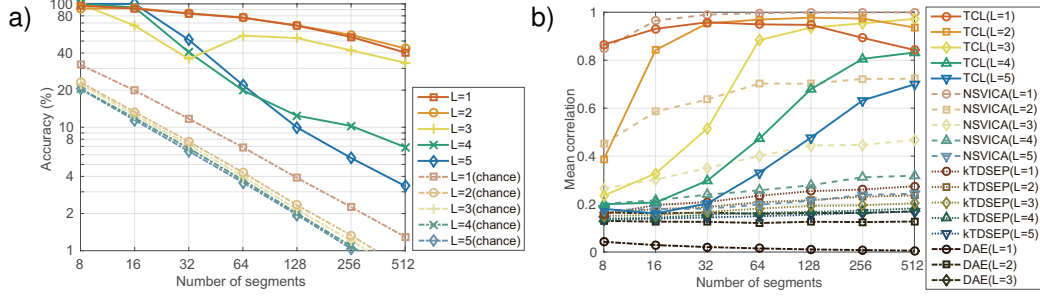 a)
Accuracy (%)
100
80
40
20
10
8
4
2
1
8
16
32
64
128
256
512
Number of segments
L=1
L=2
L=3
L=4
L=5
L=1(chance)
L=2(chance)
L=3(chance)
L=4(chance)
L=5(chance)
b)
Mean correlation
1
0.8
0.6
0.4
0.2
0
8
16
32
64
128
256
512
Number of segments
TCL(L=1)
TCL(L=2)
TCL(L=3)
TCL(L=4)
TCL(L=5)
NSVICA(L=1)
NSVICA(L=2)
NSVICA(L=3)
NSVICA(L=4)
NSVICA(L=5)
kTDSEP(L=1)
kTDSEP(L=2)
kTDSEP(L=3)
kTDSEP(L=4)
kTDSEP(L=5)
DAE(L=1)
DAE(L=2)
DAE(L=3)